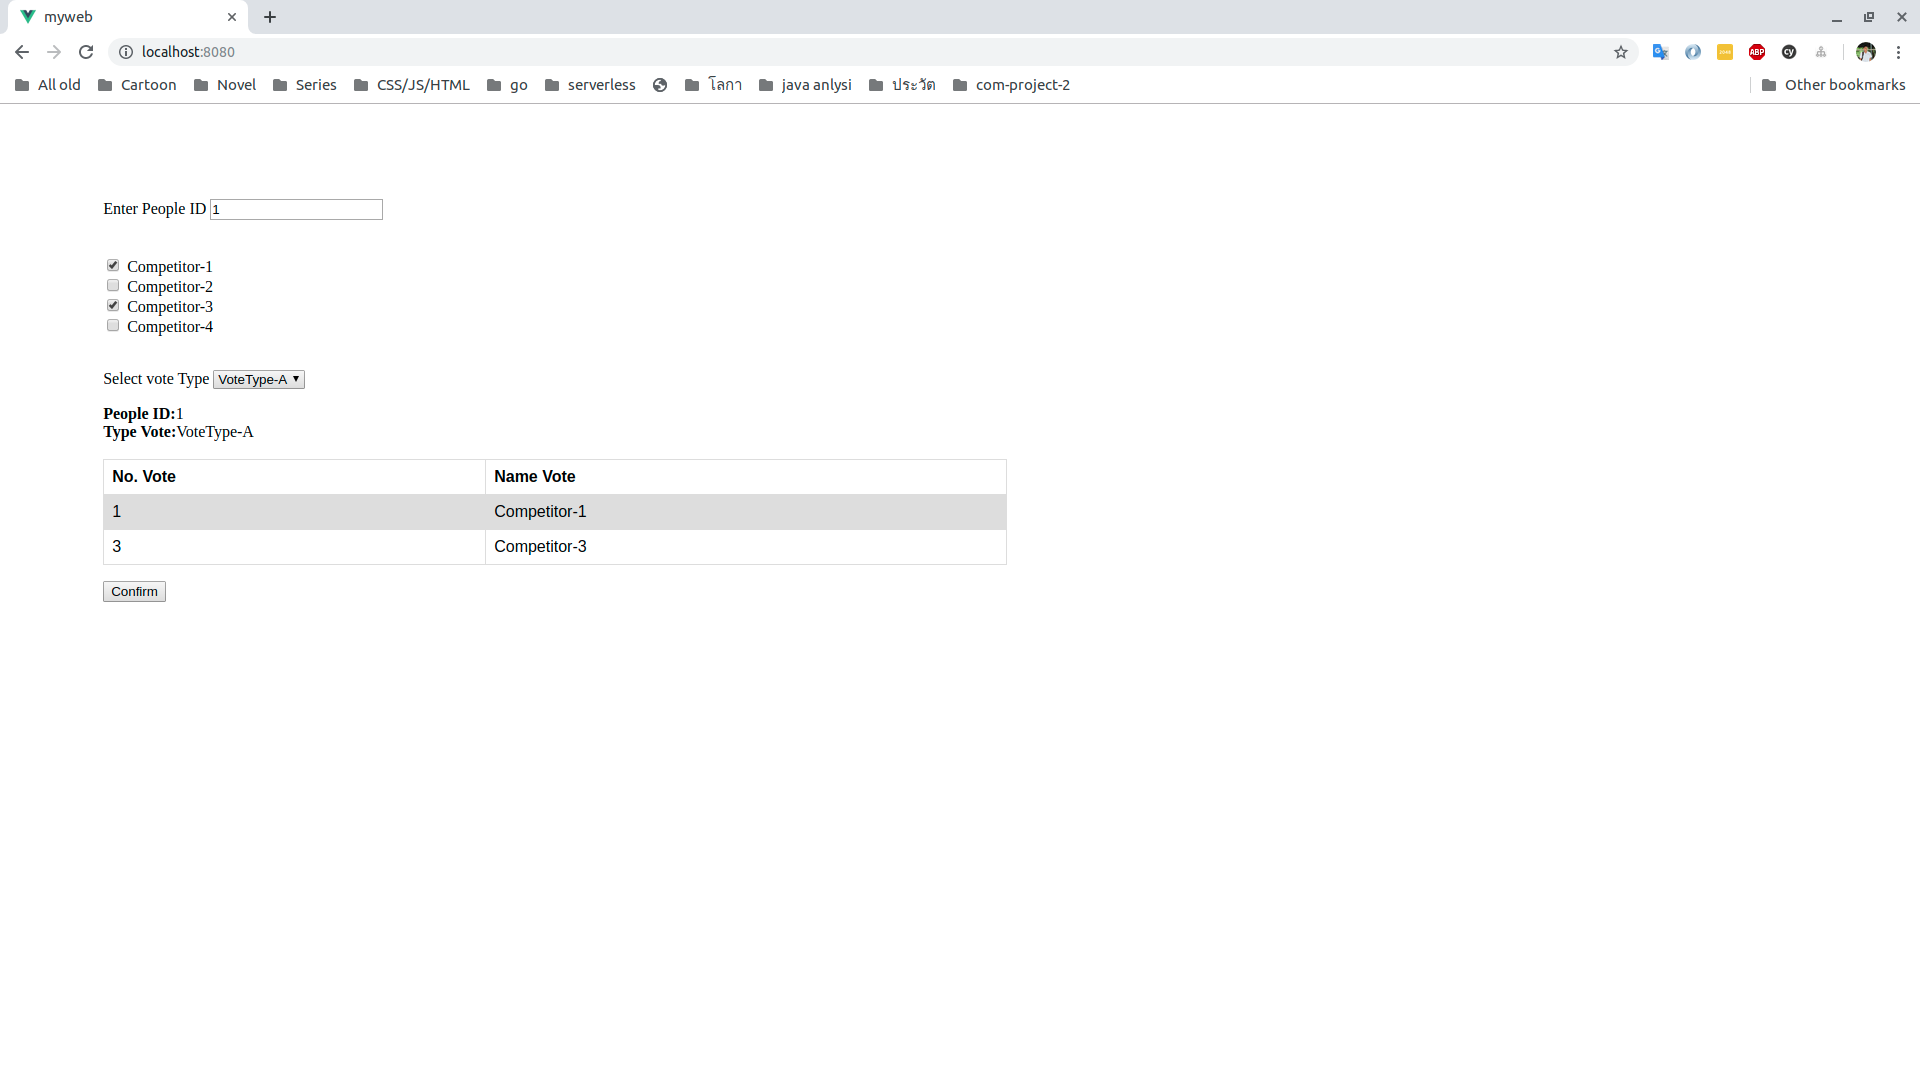 myweb
localhost:8080
All old Cartoon Novel Series CSS/JS/HTML go serverless โลกา java anlysi ประวัต com-project-2 Other bookmarks
Enter People ID 1
Competitor-1
Competitor-2
Competitor-3
Competitor-4
Select vote Type VoteType-A
People ID:1
Type Vote:VoteType-A
No. Vote Name Vote
1 Competitor-1
3 Competitor-3
Confirm